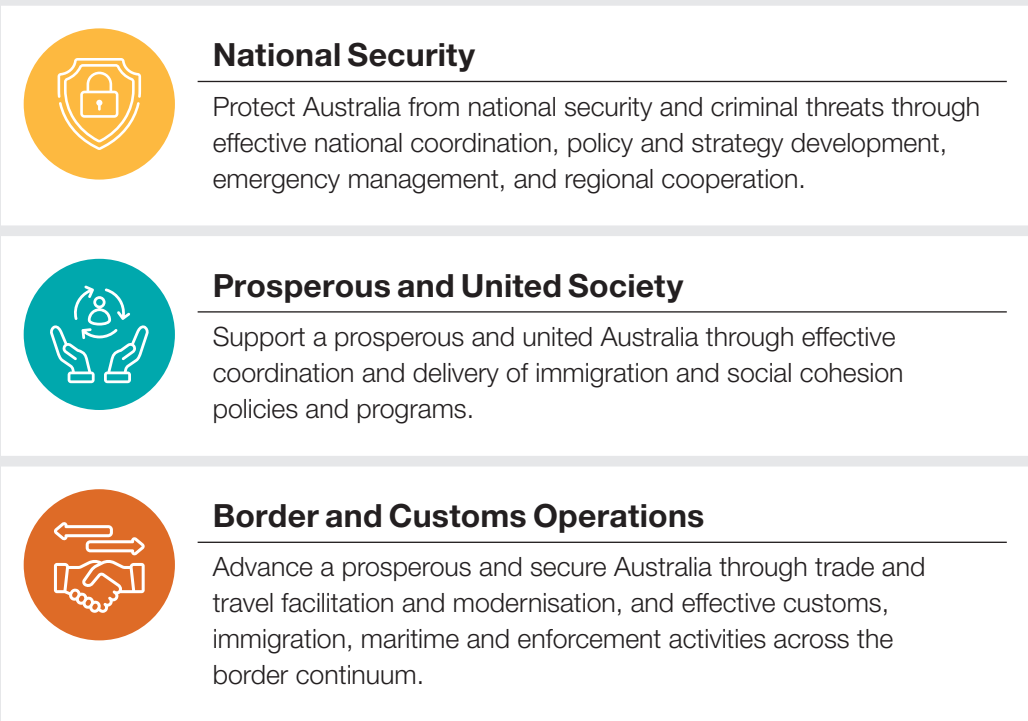 National Security
Protect Australia from national security and criminal threats through
effective national coordination, policy and strategy development,
emergency management, and regional cooperation.
Prosperous and United Society
Support a prosperous and united Australia through effective
coordination and delivery of immigration and social cohesion
policies and programs.
Border and Customs Operations
Advance a prosperous and secure Australia through trade and
travel facilitation and modernisation, and effective customs,
immigration, maritime and enforcement activities across the
border continuum.